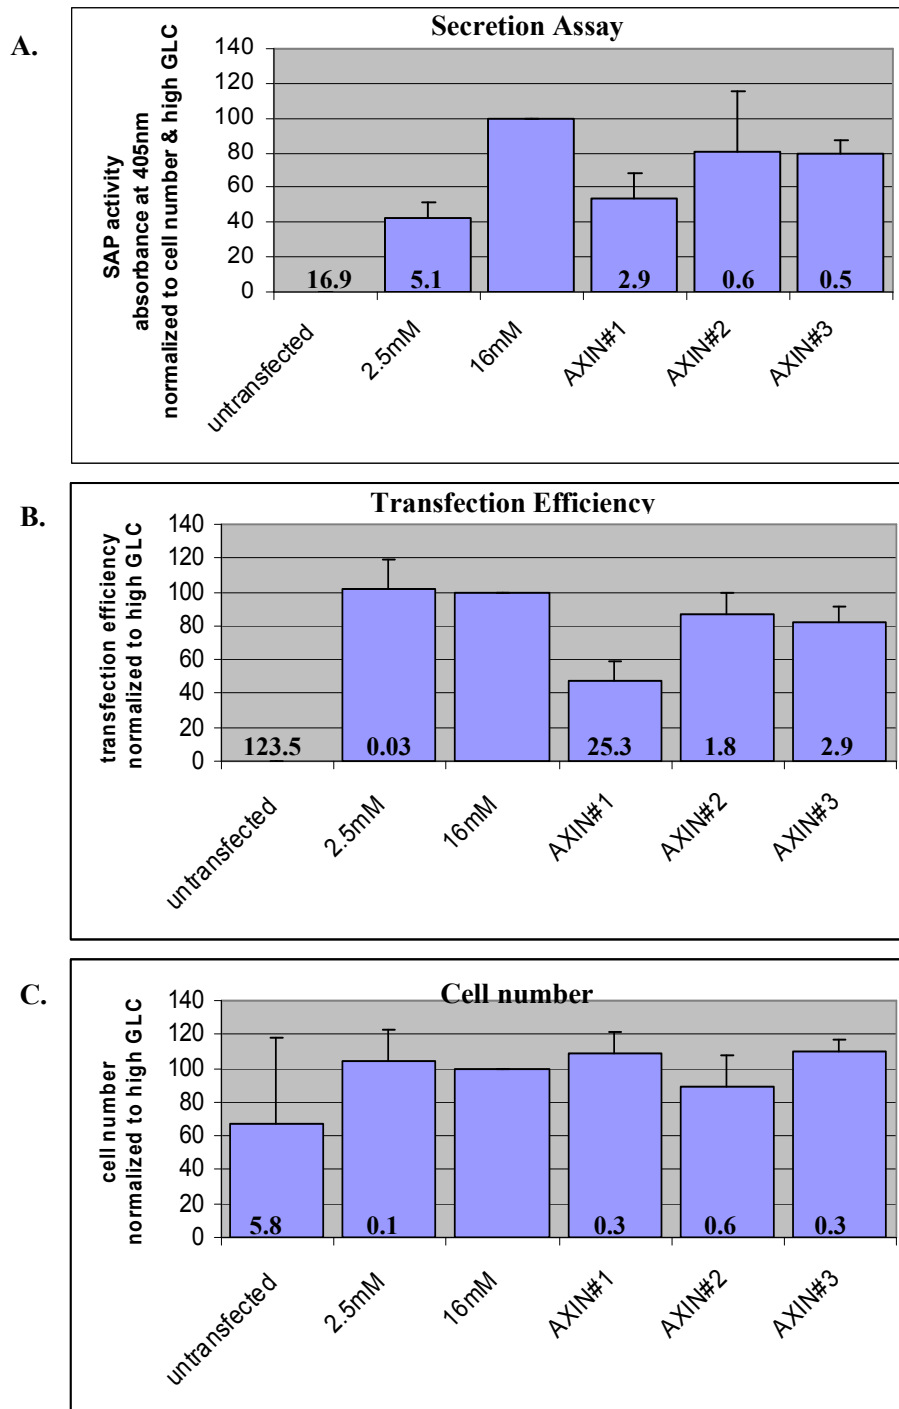 A.
Secretion Assay
SAP activity
absorbance at 405nm
normalized to cell number & high GLC
140
120
100
80
60
40
20
0
16.9 5.1 2.9 0.6 0.5
untransfected 2.5mM 16mM AXIN#1 AXIN#2 AXIN#3
B.
Transfection Efficiency
transfection efficiency
normalized to high GLC
140
120
100
80
60
40
20
0
123.5 0.03 25.3 1.8 2.9
untransfected 2.5mM 16mM AXIN#1 AXIN#2 AXIN#3
C.
Cell number
cell number
normalized to high GLC
140
120
100
80
60
40
20
0
5.8 0.1 0.3 0.6 0.3
untransfected 2.5mM 16mM AXIN#1 AXIN#2 AXIN#3